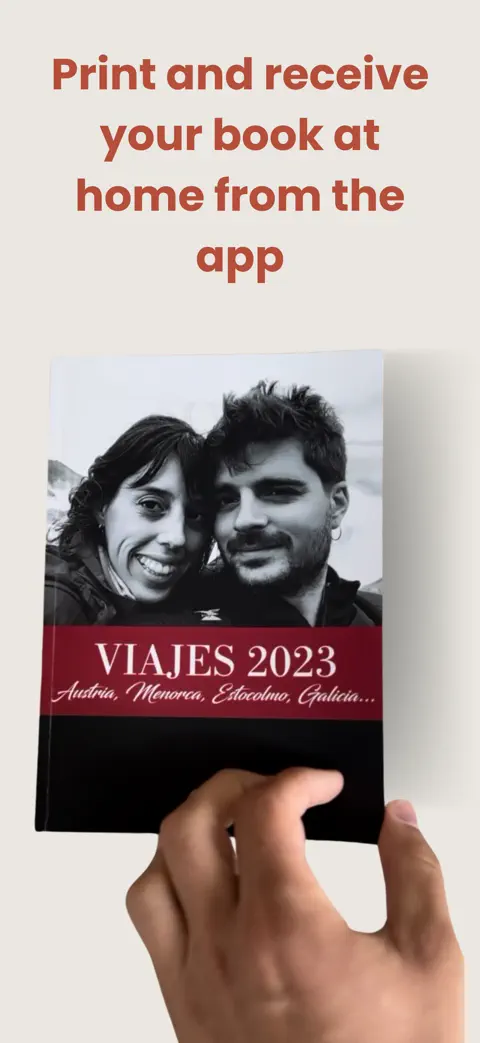 Print and receive
your book at
home from the
app
VIAJES 2023
Austria, Menorca, Estocolmo, Galicia...